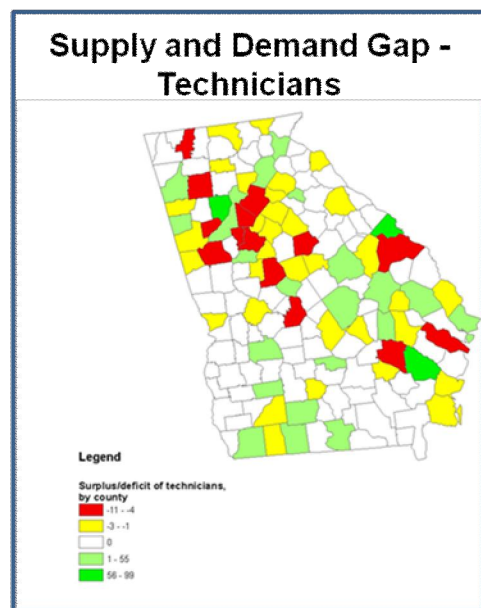 Supply and Demand Gap -
Technicians
Legend
Surplus/deficit of technicians,
by county
-11 - -4
-3 - -1
0
1 - 55
56 - 99